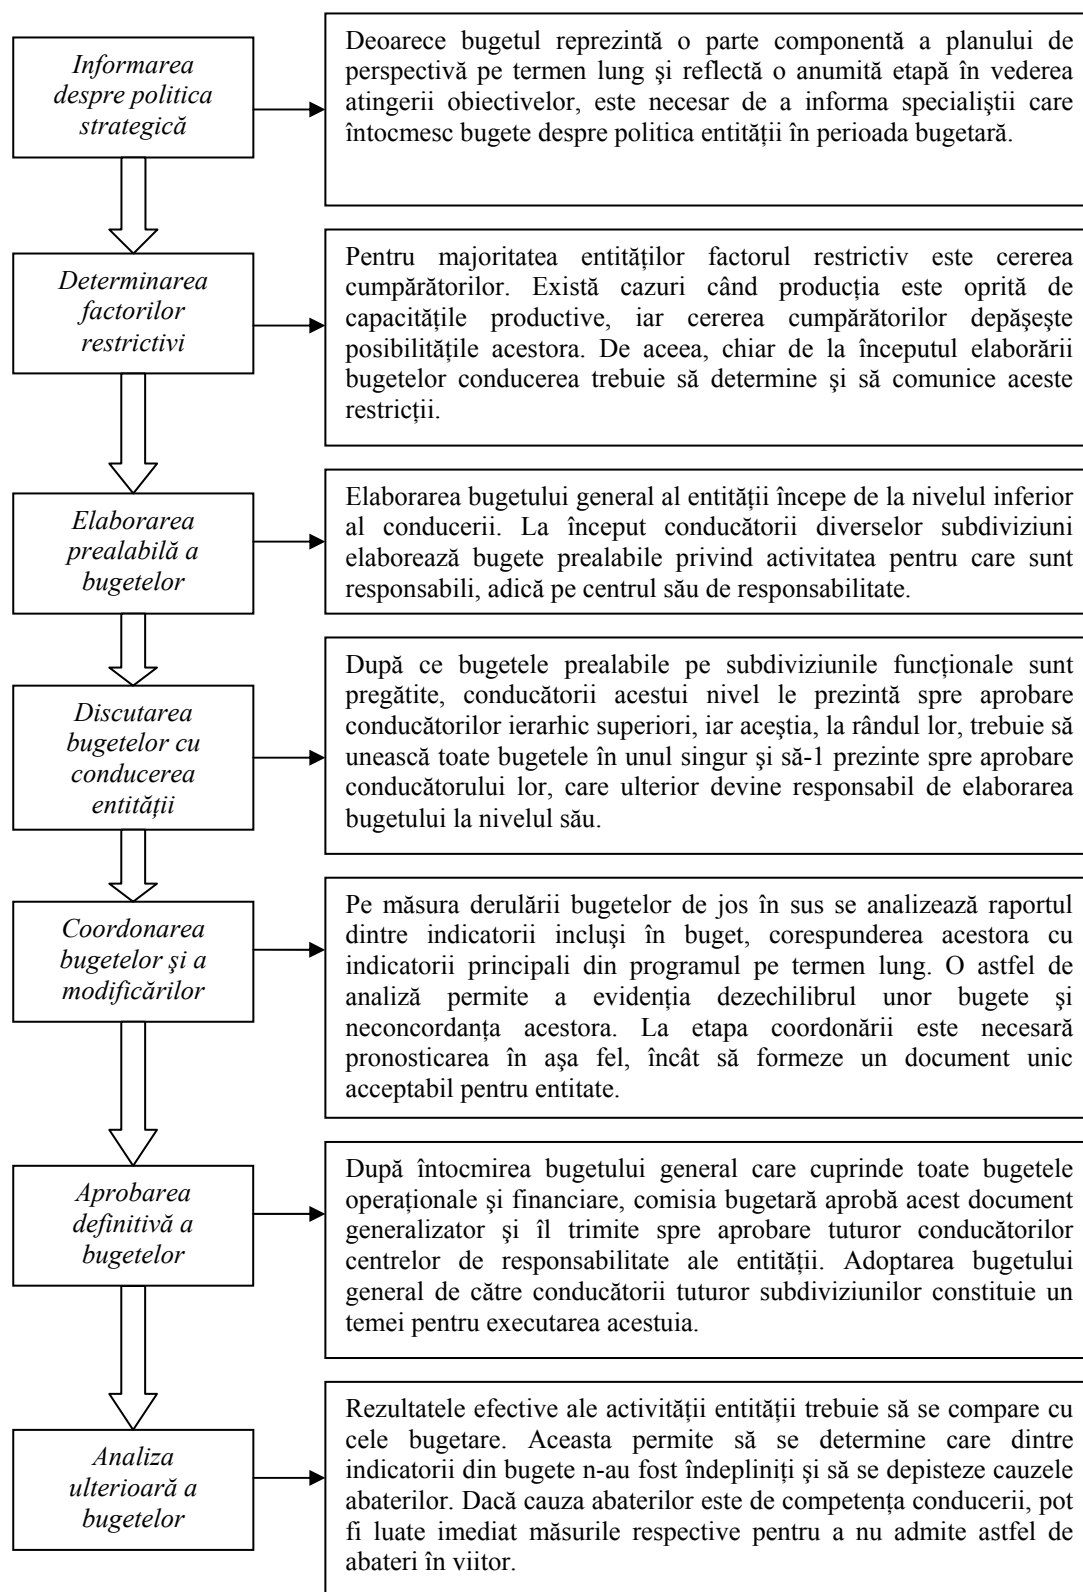 Informarea
despre politica
strategică
Deoarece bugetul reprezintă o parte componentă a planului de
perspectivă pe termen lung şi reflectă o anumită etapă în vederea
atingerii obiectivelor, este necesar de a informa specialiştii care
întocmesc bugete despre politica entităţii în perioada bugetară.
Determinarea
factorilor
restrictivi
Pentru majoritatea entităţilor factorul restrictiv este cererea
cumpărătorilor. Există cazuri când producţia este oprită de
capacităţile productive, iar cererea cumpărătorilor depăşeşte
posibilităţile acestora. De aceea, chiar de la începutul elaborării
bugetelor conducerea trebuie să determine şi să comunice aceste
restricţii.
Elaborarea
prealabilă a
bugetelor
Elaborarea bugetului general al entităţii începe de la nivelul inferior
al conducerii. La început conducătorii diverselor subdiviziuni
elaborează bugete prealabile privind activitatea pentru care sunt
responsabili, adică pe centrul său de responsabilitate.
Discutarea
bugetelor cu
conducerea
entităţii
După ce bugetele prealabile pe subdiviziunile funcţionale sunt
pregătite, conducătorii acestui nivel le prezintă spre aprobare
conducătorilor ierarhic superiori, iar aceştia, la rândul lor, trebuie să
unească toate bugetele în unul singur şi să-1 prezinte spre aprobare
conducătorului lor, care ulterior devine responsabil de elaborarea
bugetului la nivelul său.
Coordonarea
bugetelor şi a
modificărilor
Pe măsura derulării bugetelor de jos în sus se analizează raportul
dintre indicatorii incluşi în buget, corespunderea acestora cu
indicatorii principali din programul pe termen lung. O astfel de
analiză permite a evidenţia dezechilibrul unor bugete şi
neconcordanţa acestora. La etapa coordonării este necesară
pronosticarea în aşa fel, încât să formeze un document unic
acceptabil pentru entitate.
Aprobarea
definitivă a
bugetelor
După întocmirea bugetului general care cuprinde toate bugetele
operaţionale şi financiare, comisia bugetară aprobă acest document
generalizator şi îl trimite spre aprobare tuturor conducătorilor
centrelor de responsabilitate ale entităţii. Adoptarea bugetului
general de către conducătorii tuturor subdiviziunilor constituie un
temei pentru executarea acestuia.
Analiza
ulterioară a
bugetelor
Rezultatele efective ale activităţii entităţii trebuie să se compare cu
cele bugetare. Aceasta permite să se determine care dintre
indicatorii din bugete n-au fost îndepliniţi şi să se depisteze cauzele
abaterilor. Dacă cauza abaterilor este de competenţa conducerii, pot
fi luate imediat măsurile respective pentru a nu admite astfel de
abateri în viitor.